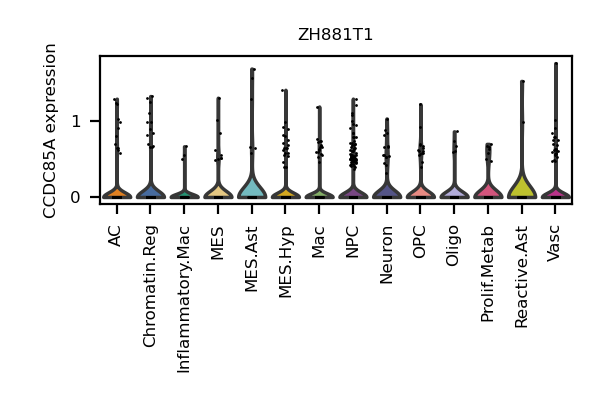 ZH881T1
CCDC85A expression
1
0
AC
Chromatin.Reg
Inflammatory.Mac
MES
MES.Ast
MES.Hyp
Mac
NPC
Neuron
OPC
Oligo
Prolif.Metab
Reactive.Ast
Vasc